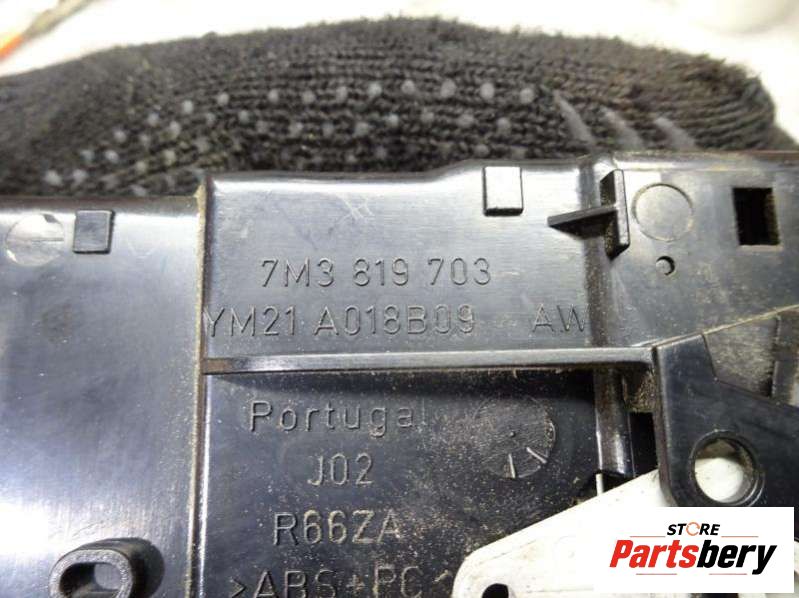 7M3 819 703
YM21 A018B09 AW
Portugal
J02
R66ZA
>ABS+PC<
STORE
Partsbery